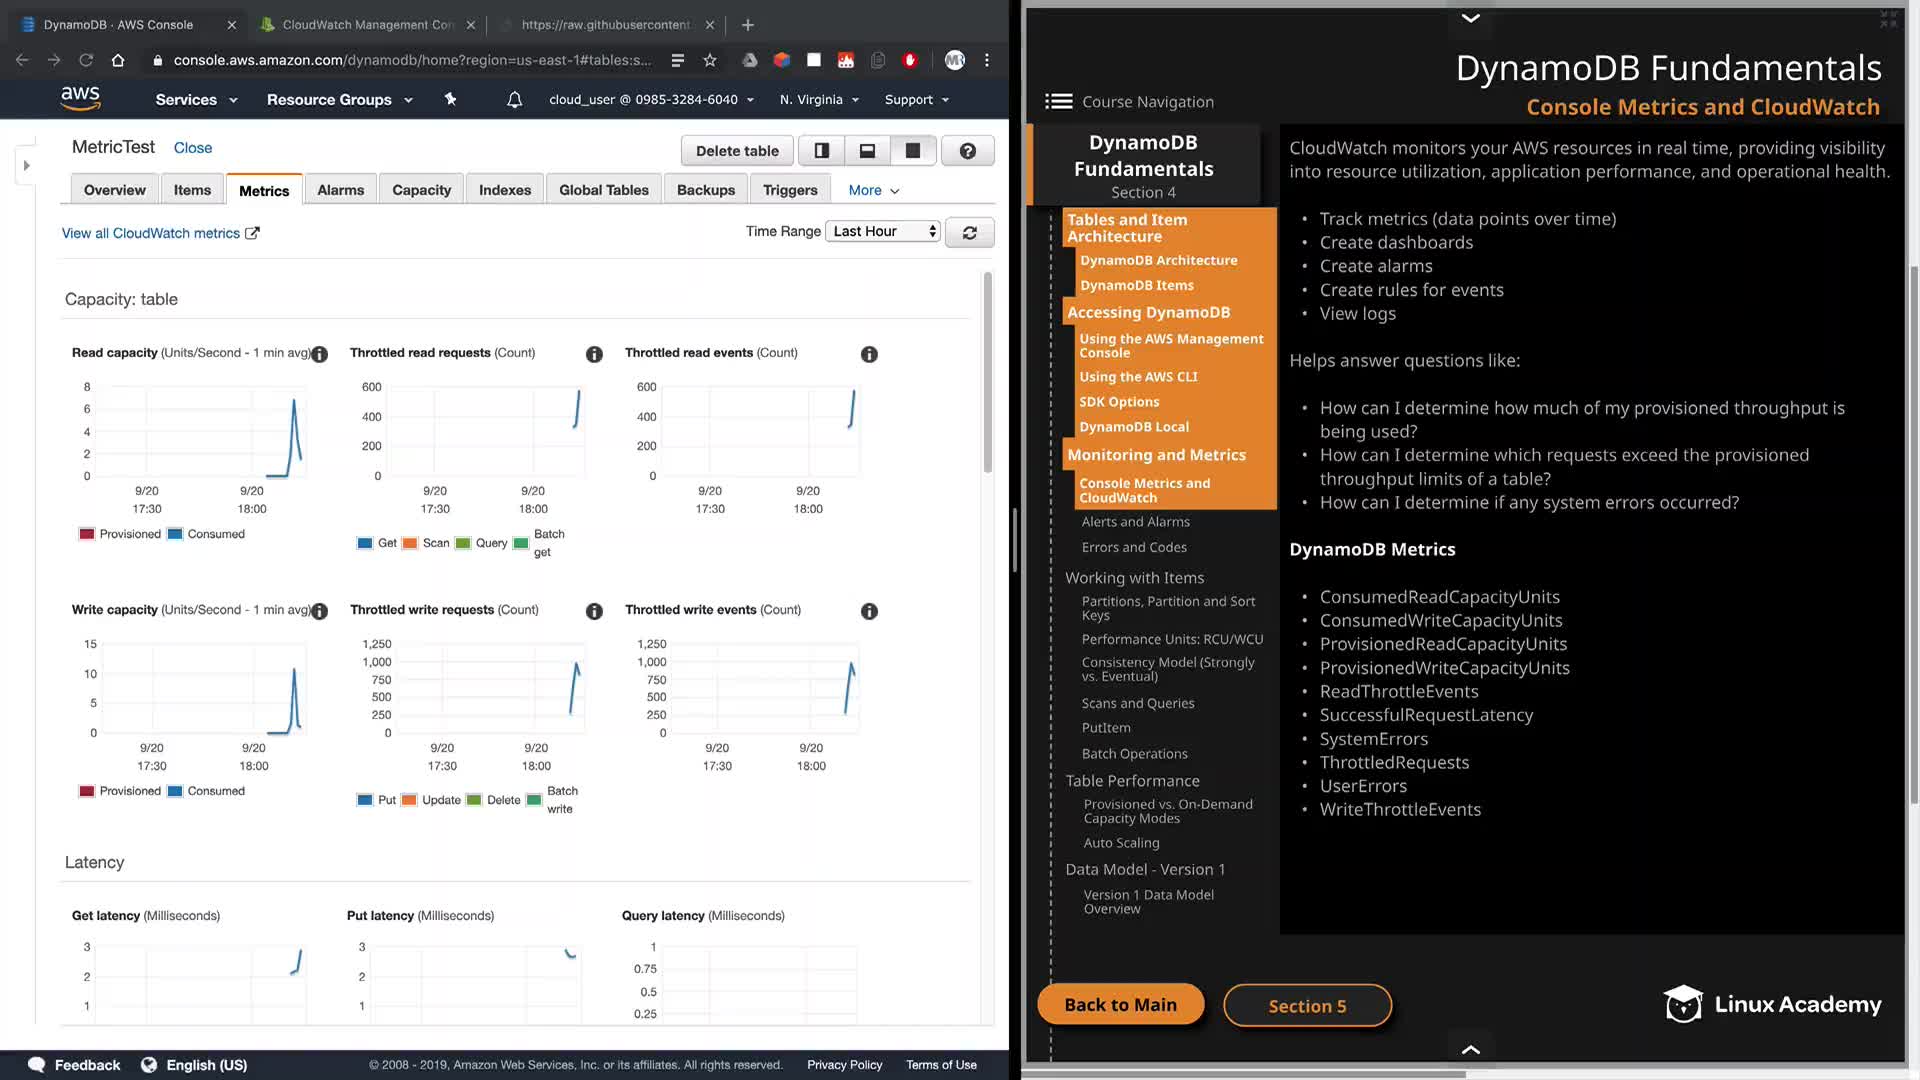 DynamoDB · AWS Console
CloudWatch Management Con
https://raw.githubusercontent
console.aws.amazon.com/dynamodb/home?region=us-east-1#tables:s...
aws
Services
Resource Groups
cloud_user @ 0985-3284-6040
N. Virginia
Support
MetricTest
Close
Delete table
Overview
Items
Metrics
Alarms
Capacity
Indexes
Global Tables
Backups
Triggers
More
View all CloudWatch metrics
Time Range
Last Hour
Capacity: table
Read capacity (Units/Second - 1 min avg)
8
6
4
2
0
9/20
17:30
9/20
18:00
Provisioned
Consumed
Throttled read requests (Count)
600
400
200
0
9/20
17:30
9/20
18:00
Get
Scan
Query
Batch
get
Throttled read events (Count)
600
400
200
0
9/20
17:30
9/20
18:00
Write capacity (Units/Second - 1 min avg)
15
10
5
0
9/20
17:30
9/20
18:00
Provisioned
Consumed
Throttled write requests (Count)
1,250
1,000
750
500
250
0
9/20
17:30
9/20
18:00
Put
Update
Delete
Batch
write
Throttled write events (Count)
1,250
1,000
750
500
250
0
9/20
17:30
9/20
18:00
Latency
Get latency (Milliseconds)
3
2
1
Put latency (Milliseconds)
3
2
1
Query latency (Milliseconds)
1
0.75
0.5
0.25
Feedback
English (US)
© 2008 - 2019, Amazon Web Services, Inc. or its affiliates. All rights reserved.
Privacy Policy
Terms of Use
DynamoDB Fundamentals
Console Metrics and CloudWatch
Course Navigation
DynamoDB
Fundamentals
Section 4
Tables and Item
Architecture
DynamoDB Architecture
DynamoDB Items
Accessing DynamoDB
Using the AWS Management
Console
Using the AWS CLI
SDK Options
DynamoDB Local
Monitoring and Metrics
Console Metrics and
CloudWatch
Alerts and Alarms
Errors and Codes
Working with Items
Partitions, Partition and Sort
Keys
Performance Units: RCU/WCU
Consistency Model (Strongly
vs. Eventual)
Scans and Queries
PutItem
Batch Operations
Table Performance
Provisioned vs. On-Demand
Capacity Modes
Auto Scaling
Data Model - Version 1
Version 1 Data Model
Overview
CloudWatch monitors your AWS resources in real time, providing visibility
into resource utilization, application performance, and operational health.
• Track metrics (data points over time)
• Create dashboards
• Create alarms
• Create rules for events
• View logs
Helps answer questions like:
• How can I determine how much of my provisioned throughput is
being used?
• How can I determine which requests exceed the provisioned
throughput limits of a table?
• How can I determine if any system errors occurred?
DynamoDB Metrics
• ConsumedReadCapacityUnits
• ConsumedWriteCapacityUnits
• ProvisionedReadCapacityUnits
• ProvisionedWriteCapacityUnits
• ReadThrottleEvents
• SuccessfulRequestLatency
• SystemErrors
• ThrottledRequests
• UserErrors
• WriteThrottleEvents
Back to Main
Section 5
Linux Academy